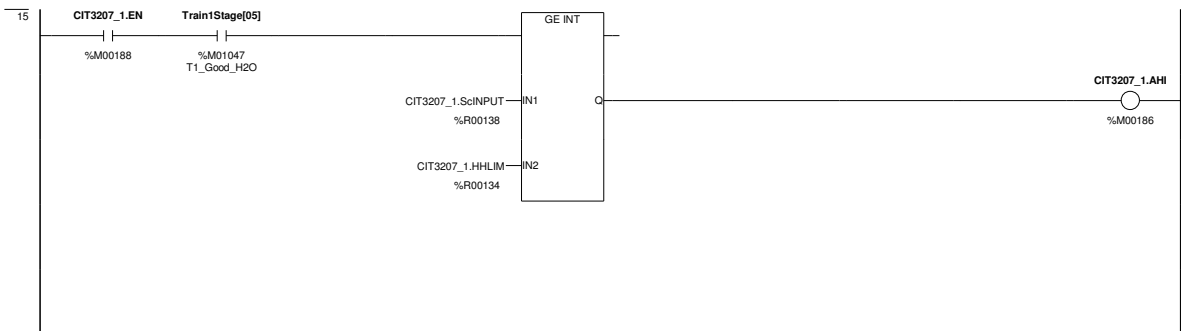 15
CIT3207_1.EN
Train1Stage[05]
GE INT
%M00188
%M01047
T1_Good_H2O
CIT3207_1.AHI
CIT3207_1.ScINPUT
IN1
Q
%R00138
%M00186
CIT3207_1.HHLIM
IN2
%R00134